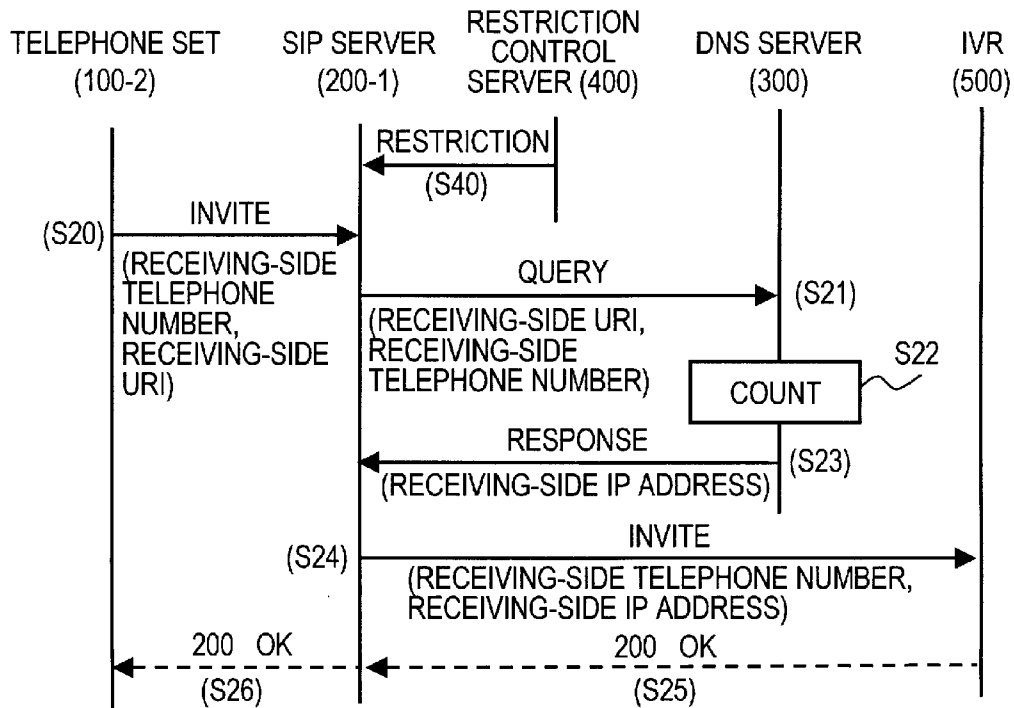 TELEPHONE SET
(100-2)
SIP SERVER
(200-1)
RESTRICTION
CONTROL
SERVER (400)
DNS SERVER
(300)
IVR
(500)
RESTRICTION
(S40)
INVITE
(S20)
(RECEIVING-SIDE
TELEPHONE
NUMBER,
RECEIVING-SIDE
URI)
QUERY
(S21)
(RECEIVING-SIDE URI,
RECEIVING-SIDE
TELEPHONE NUMBER)
S22
COUNT
RESPONSE
(S23)
(RECEIVING-SIDE IP ADDRESS)
INVITE
(S24)
(RECEIVING-SIDE TELEPHONE NUMBER,
RECEIVING-SIDE IP ADDRESS)
200 OK
(S26)
200 OK
(S25)